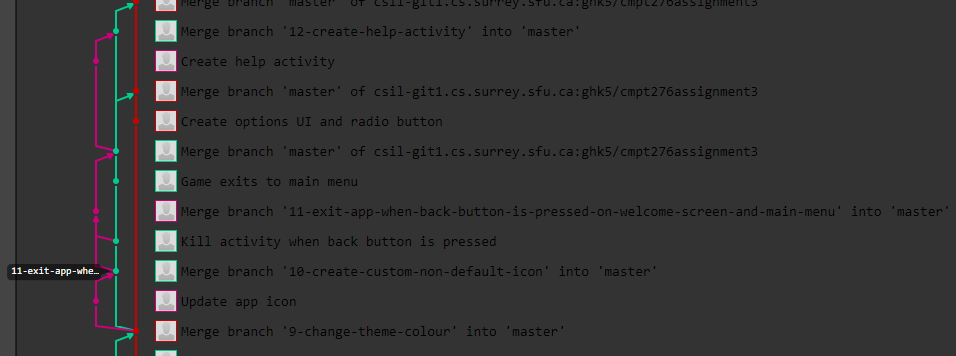 Merge branch 'master' of csil-git1.cs.surrey.sfu.ca:ghk5/cmpt276assignment3
Merge branch '12-create-help-activity' into 'master'
Create help activity
Merge branch 'master' of csil-git1.cs.surrey.sfu.ca:ghk5/cmpt276assignment3
Create options UI and radio button
Merge branch 'master' of csil-git1.cs.surrey.sfu.ca:ghk5/cmpt276assignment3
Game exits to main menu
Merge branch '11-exit-app-when-back-button-is-pressed-on-welcome-screen-and-main-menu' into 'master'
Kill activity when back button is pressed
11-exit-app-whe… Merge branch '10-create-custom-non-default-icon' into 'master'
Update app icon
Merge branch '9-change-theme-colour' into 'master'